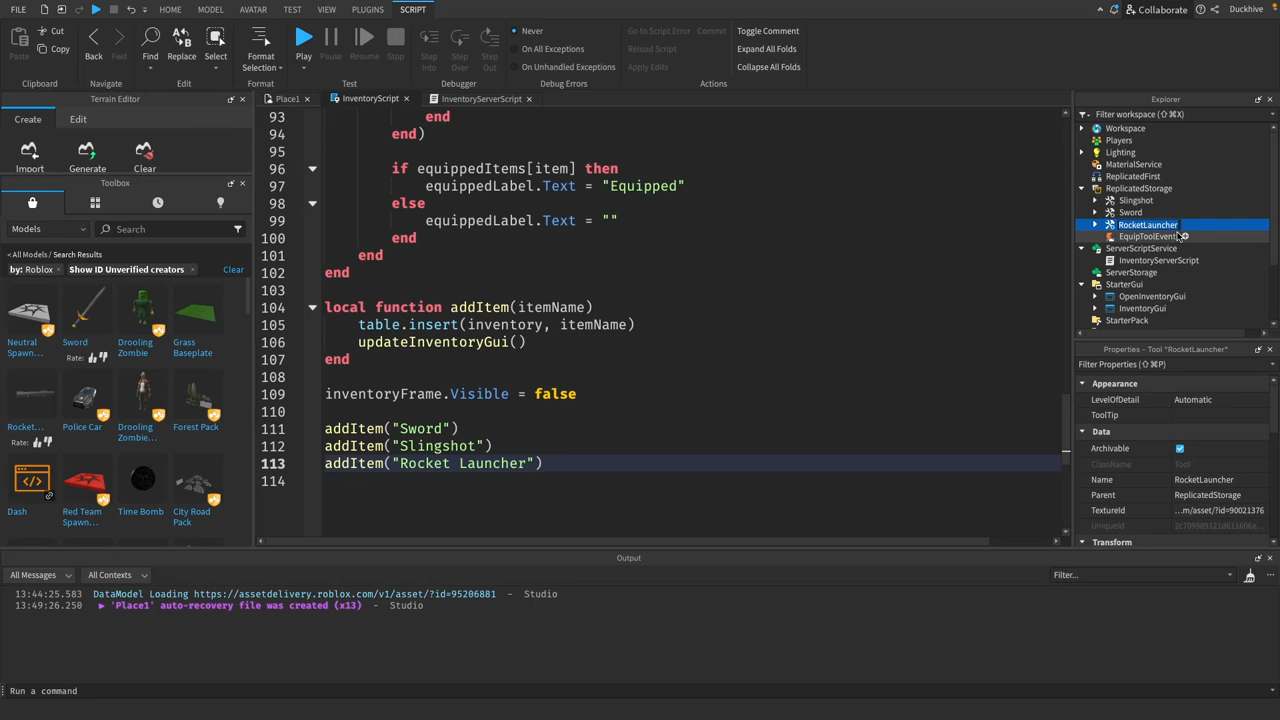 FILE HOME MODEL AVATAR TEST VIEW PLUGINS SCRIPT Collaborate Duckhive
Paste Cut Copy
Clipboard
Back Fwd
Navigate
Find Replace Select
Edit
Format Selection
Format
Play Pause Resume Stop
Test
Step Into Step Over Step Out
Debugger
Never
On All Exceptions
On Unhandled Exceptions
Debug Errors
Go to Script Error Commit
Reload Script
Apply Edits
Toggle Comment
Expand All Folds
Collapse All Folds
Actions
Terrain Editor
Create Edit
Import Generate Clear
Toolbox
Models Search
All Models / Search Results
by: Roblox Show ID Unverified creators Clear
Neutral Spawn... Sword Drooling Zombie Grass Baseplate
Rate:
Rocket... Police Car Drooling Zombie... Forest Pack
Rate:
Dash Red Team Spawn... Time Bomb City Road Pack
Place1 InventoryScript InventoryServerScript
93 end
94 end)
95
96 if equippedItems[item] then
97 equippedLabel.Text = "Equipped"
98 else
99 equippedLabel.Text = ""
100 end
101 end
102 end
103
104 local function addItem(itemName)
105 table.insert(inventory, itemName)
106 updateInventoryGui()
107 end
108
109 inventoryFrame.Visible = false
110
111 addItem("Sword")
112 addItem("Slingshot")
113 addItem("Rocket Launcher")
114
Explorer
Filter workspace (⇧⌘X)
Workspace
Players
Lighting
MaterialService
ReplicatedFirst
ReplicatedStorage
Slingshot
Sword
RocketLauncher
EquipToolEvent
ServerScriptService
InventoryServerScript
ServerStorage
StarterGui
OpenInventoryGui
InventoryGui
StarterPack
Properties - Tool "RocketLauncher"
Filter Properties (⇧⌘P)
Appearance
LevelOfDetail Automatic
ToolTip
Data
Archivable
ClassName Tool
Name RocketLauncher
Parent ReplicatedStorage
TextureId ...m/asset/?id=90021376
UniqueId
Transform
Output
All Messages All Contexts Filter...
13:44:25.583 DataModel Loading https://assetdelivery.roblox.com/v1/asset/?id=95206881 - Studio
13:49:26.250 ▶ 'Place1' auto-recovery file was created (x13) - Studio
Run a command